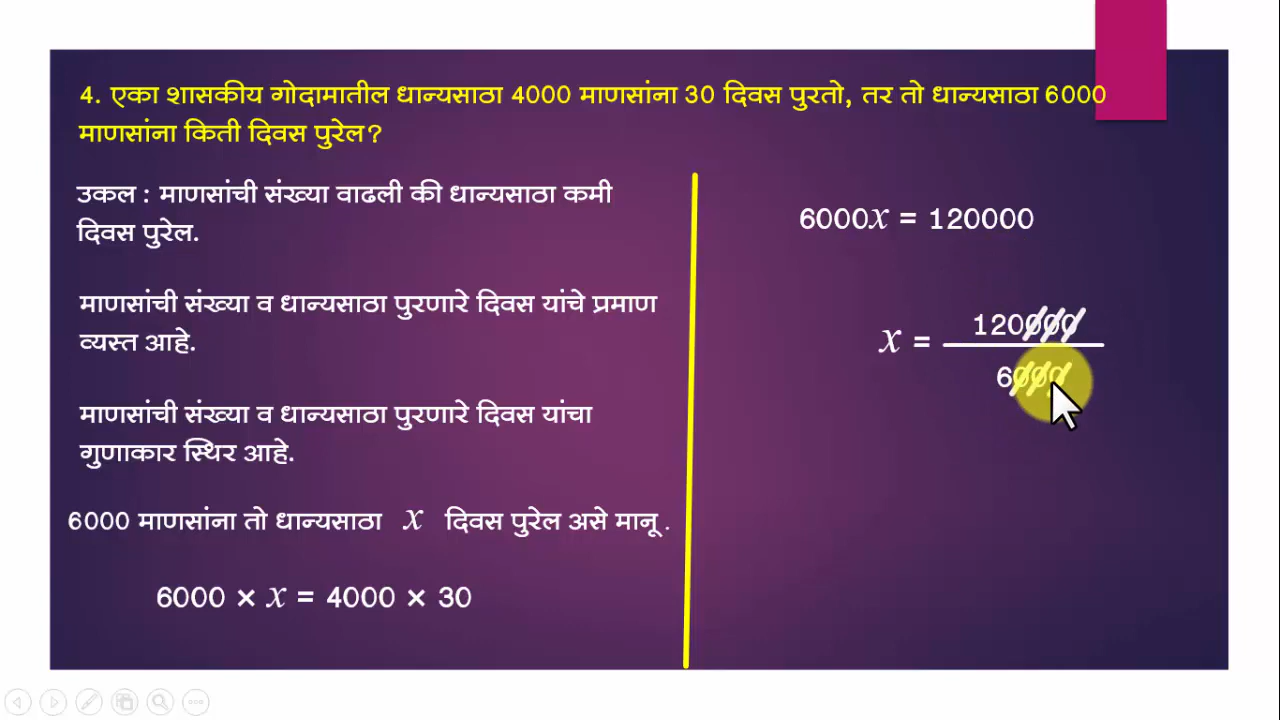 4. एका शासकीय गोदामातील धान्यसाठा 4000 माणसांना 30 दिवस पुरतो, तर तो धान्यसाठा 6000
माणसांना किती दिवस पुरेल?
उकल : माणसांची संख्या वाढली की धान्यसाठा कमी
दिवस पुरेल.
माणसांची संख्या व धान्यसाठा पुरणारे दिवस यांचे प्रमाण
व्यस्त आहे.
माणसांची संख्या व धान्यसाठा पुरणारे दिवस यांचा
गुणाकार स्थिर आहे.
6000 माणसांना तो धान्यसाठा x दिवस पुरेल असे मानू.
6000 × x = 4000 × 30
6000x = 120000
120000
x =
6000